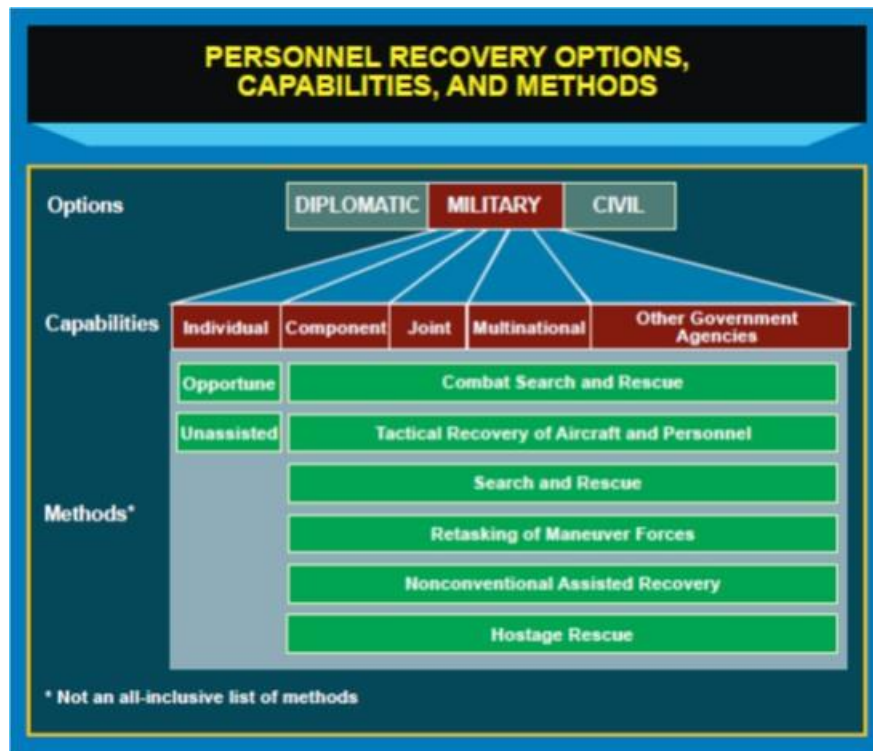 PERSONNEL RECOVERY OPTIONS,
CAPABILITIES, AND METHODS
Options
DIPLOMATIC MILITARY CIVIL
Capabilities
Individual Component Joint Multinational Other Government
Agencies
Opportune Combat Search and Rescue
Unassisted Tactical Recovery of Aircraft and Personnel
Search and Rescue
Methods*
Retasking of Maneuver Forces
Nonconventional Assisted Recovery
Hostage Rescue
* Not an all-inclusive list of methods